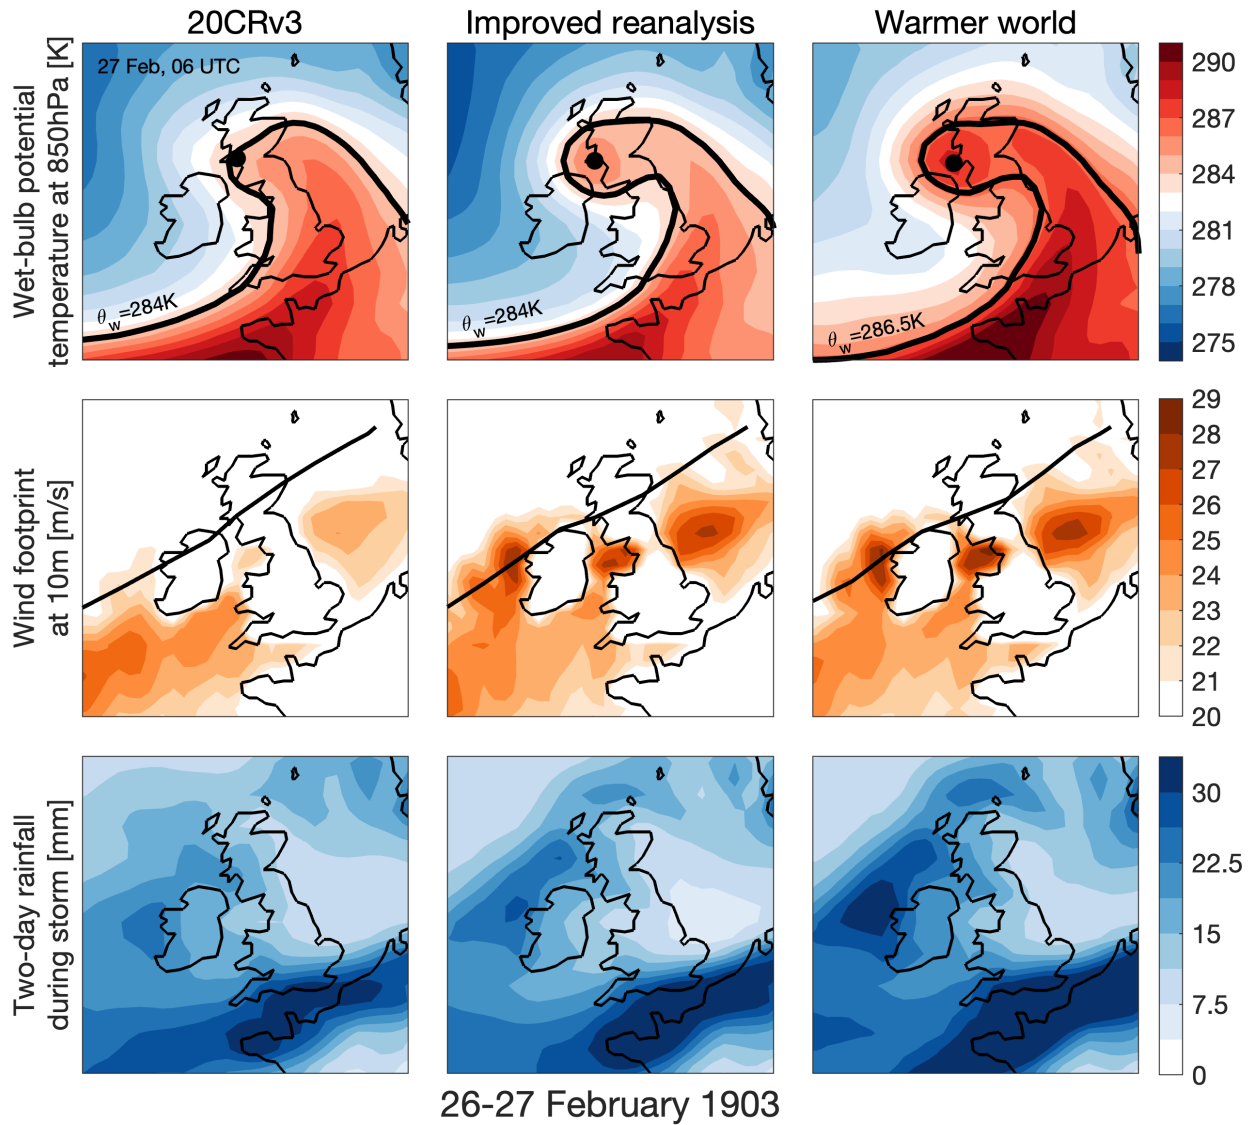 20CRv3
Improved reanalysis
Warmer world
Wet-bulb potential
temperature at 850hPa [K]
27 Feb, 06 UTC
θw=284K
θw=284K
θw=286.5K
290
287
284
281
278
275
Wind footprint
at 10m [m/s]
29
28
27
26
25
24
23
22
21
20
Two-day rainfall
during storm [mm]
30
22.5
15
7.5
0
26-27 February 1903